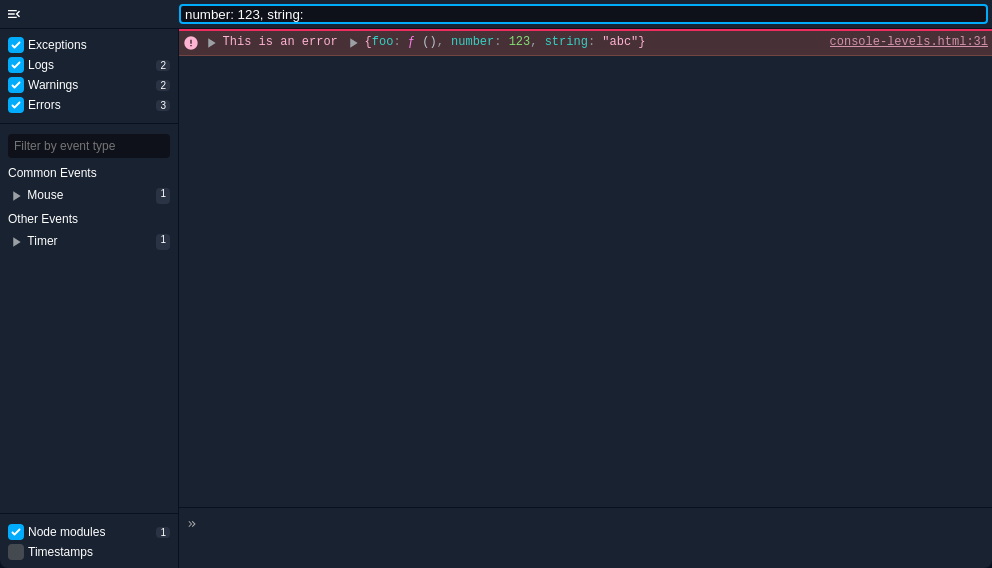 number: 123, string:
Exceptions
Logs 2
Warnings 2
Errors 3
Filter by event type
Common Events
Mouse 1
Other Events
Timer 1
Node modules 1
Timestamps
This is an error {foo: ƒ (), number: 123, string: "abc"} console-levels.html:31
»